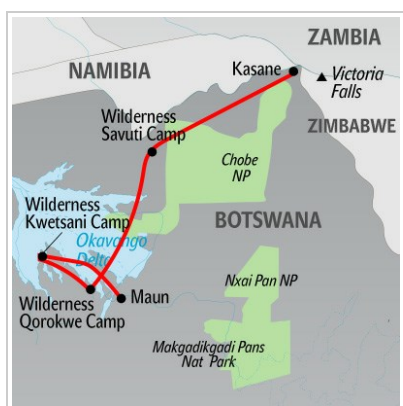 ZAMBIA
NAMIBIA
Kasane
Victoria
Falls
Wilderness
Savuti Camp
ZIMBABWE
Chobe
NP
Wilderness
Kwetsani Camp
BOTSWANA
Okavango
Delta
Nxai Pan NP
Maun
Wilderness
Qorokwe Camp
Makgadikgadi Pans
Nat Park